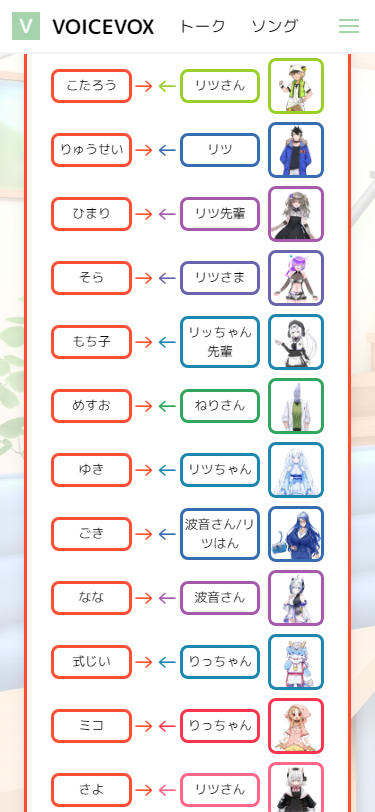 V VOICEVOX トーク ソング
こたろう → ← リツさん
りゅうせい → ← リツ
ひまり → ← リツ先輩
そら → ← リツさま
もち子 → ← リッちゃん
先輩
めすお → ← ねりさん
ゆき → ← リツちゃん
ごき → ← 波音さん/リ
ツはん
なな → ← 波音さん
式じい → ← りっちゃん
ミコ → ← りっちゃん
さよ → ← リツさん